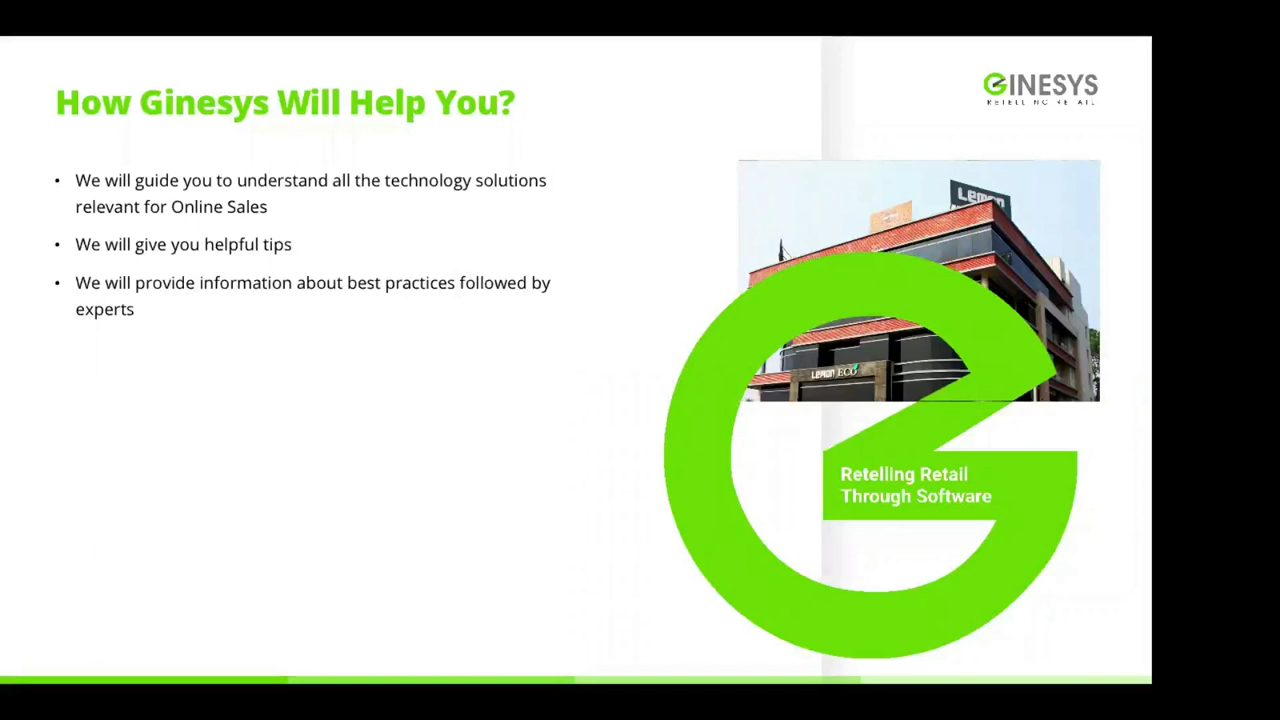 How Ginesys Will Help You?
GINESYS
RETELLING RETAIL
• We will guide you to understand all the technology solutions
relevant for Online Sales
• We will give you helpful tips
• We will provide information about best practices followed by
experts
Lemon
Lemon ECO
Retelling Retail
Through Software